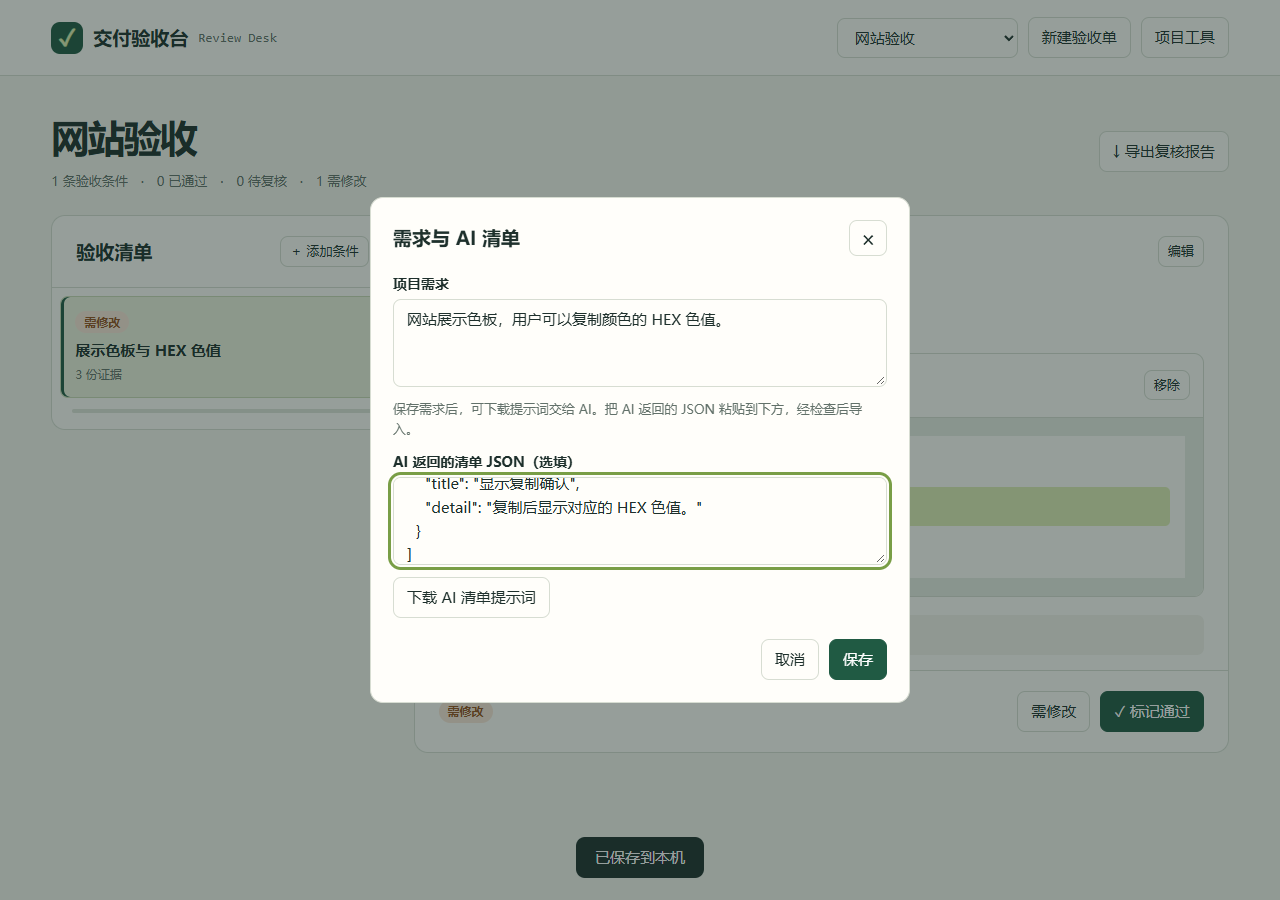 交付验收台 Review Desk
网站验收
新建验收单
项目工具
网站验收
1 条验收条件 · 0 已通过 · 0 待复核 · 1 需修改
↓ 导出复核报告
验收清单
+ 添加条件
编辑
需修改
展示色板与 HEX 色值
3 份证据
移除
需求与 AI 清单
×
项目需求
网站展示色板，用户可以复制颜色的 HEX 色值。
保存需求后，可下载提示词交给 AI。把 AI 返回的 JSON 粘贴到下方，经检查后导
入。
AI 返回的清单 JSON（选填）
"title": "显示复制确认",
"detail": "复制后显示对应的 HEX 色值。"
}
]
下载 AI 清单提示词
取消
保存
需修改
需修改
✓ 标记通过
已保存到本机